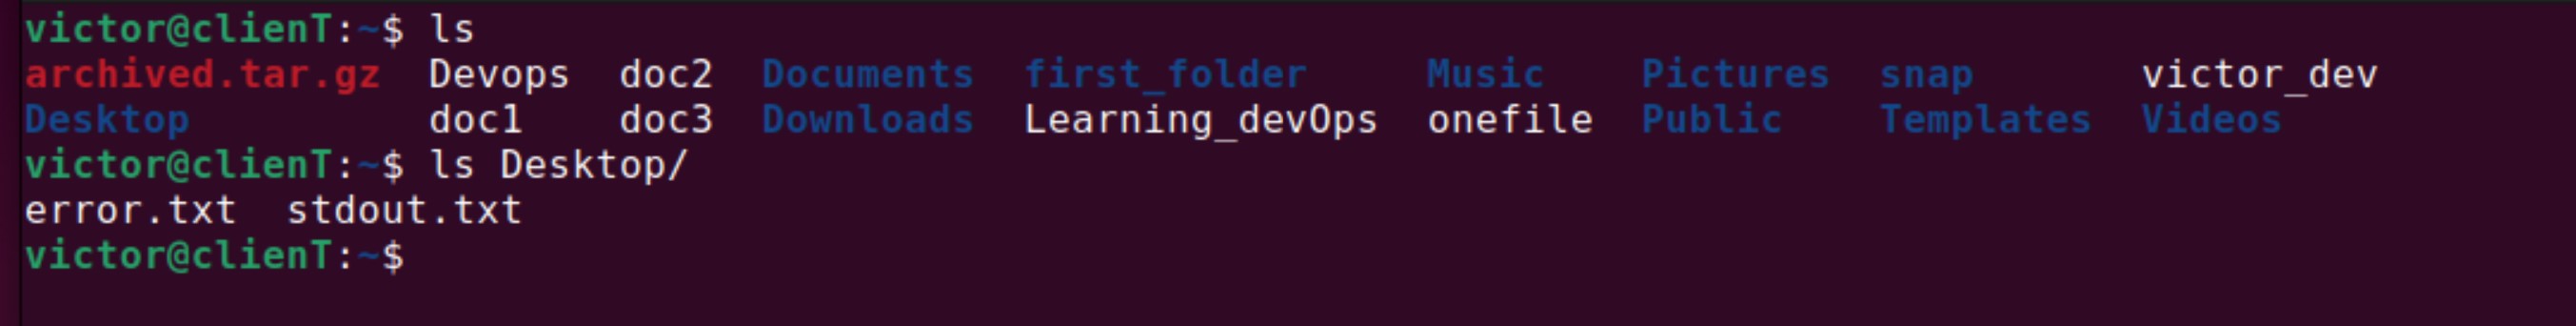 victor@clienT:~$ ls
archived.tar.gz  Devops  doc2  Documents  first_folder     Music    Pictures  snap       victor_dev
Desktop          doc1    doc3  Downloads  Learning_devOps  onefile  Public    Templates  Videos
victor@clienT:~$ ls Desktop/
error.txt  stdout.txt
victor@clienT:~$